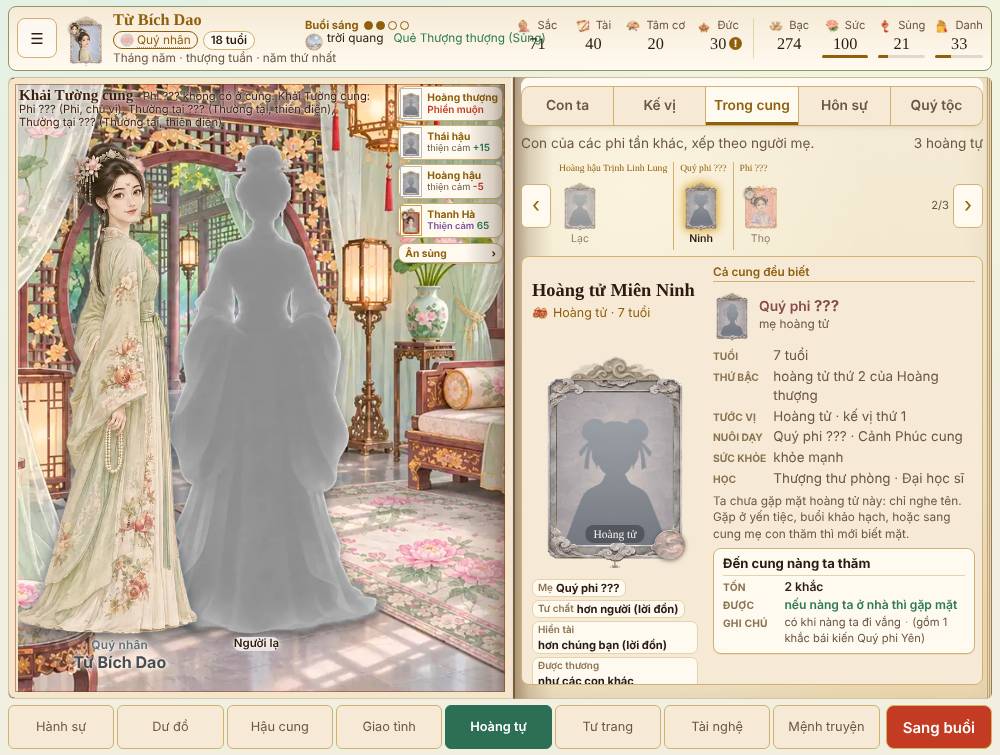 ☰
Từ Bích Dao
Quý nhân
18 tuổi
Tháng năm · thượng tuần · năm thứ nhất
Buổi sáng
trời quang
Quẻ Thượng thượng (Sủng)
Sắc
71
Tài
40
Tâm cơ
20
Đức
30
Bạc
274
Sức
100
Sủng
21
Danh
33
Khải Tường cung
Phi ??? (Phi, chủ vị), Thường tại ??? (Thường tại, thiên điện),
Thường tại ??? (Thường tại, thiên điện)
Hoàng thượng
Phiền muộn
Thái hậu
thiện cảm +15
Hoàng hậu
thiện cảm -5
Thanh Hà
Thiện cảm 65
Ân sủng ›
Quý nhân
Từ Bích Dao
Người lạ
Con ta
Kế vị
Trong cung
Hôn sự
Quý tộc
Con của các phi tần khác, xếp theo người mẹ.
3 hoàng tự
Hoàng hậu Trịnh Linh Lung
Quý phi ???
Phi ???
‹
Lạc
Ninh
Thọ
2/3
›
Hoàng tử Miên Ninh
Hoàng tử · 7 tuổi
Hoàng tử
Mẹ Quý phi ???
Tư chất hơn người (lời đồn)
Hiển tài
hơn chúng bạn (lời đồn)
Được thương
như các con khác
Cả cung đều biết
Quý phi ???
mẹ hoàng tử
TUỔI 7 tuổi
THỨ BẬC hoàng tử thứ 2 của Hoàng
thượng
TƯỚC VỊ Hoàng tử · kế vị thứ 1
NUÔI DẠY Quý phi ??? · Cảnh Phúc cung
SỨC KHỎE khỏe mạnh
HỌC Thượng thư phòng · Đại học sĩ
Ta chưa gặp mặt hoàng tử này: chỉ nghe tên.
Gặp ở yến tiệc, buổi khảo hạch, hoặc sang
cung mẹ con thăm thì mới biết mặt.
Đến cung nàng ta thăm
TỐN 2 khắc
ĐƯỢC nếu nàng ta ở nhà thì gặp mặt
GHI CHÚ có khi nàng ta đi vắng · (gồm 1
khắc bái kiến Quý phi Yên)
Hành sự
Dư đồ
Hậu cung
Giao tình
Hoàng tự
Tư trang
Tài nghệ
Mệnh truyện
Sang buổi